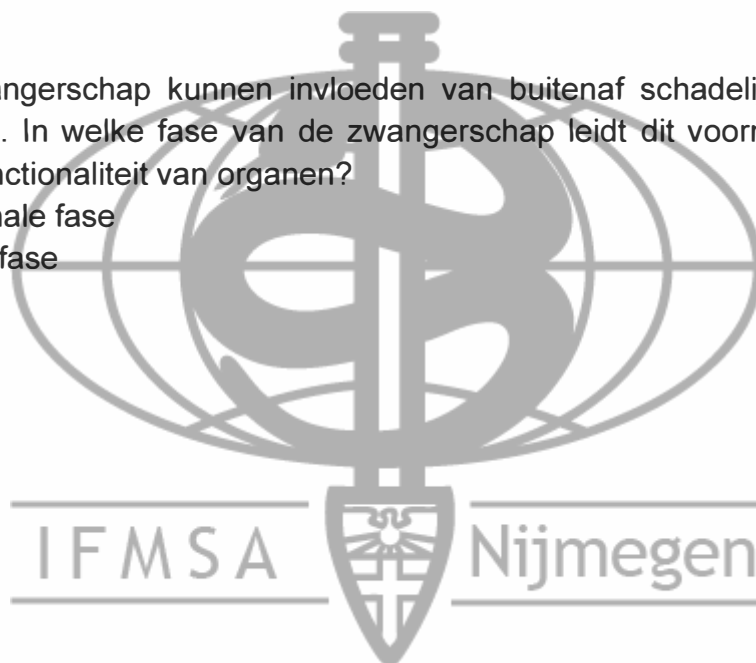 angerschap kunnen invloeden van buitenaf schadeli
. In welke fase van de zwangerschap leidt dit voor
nctionaliteit van organen?
nale fase
fase
IFMSA Nijmegen